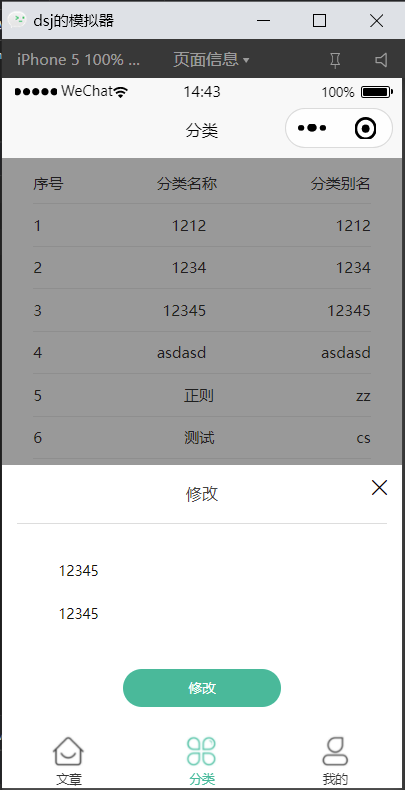 dsj的模拟器
iPhone 5 100% ... 页面信息
WeChat 14:43 100%
分类
序号 分类名称 分类别名
1 1212 1212
2 1234 1234
3 12345 12345
4 asdasd asdasd
5 正则 zz
6 测试 cs
修改
12345
12345
修改
文章 分类 我的